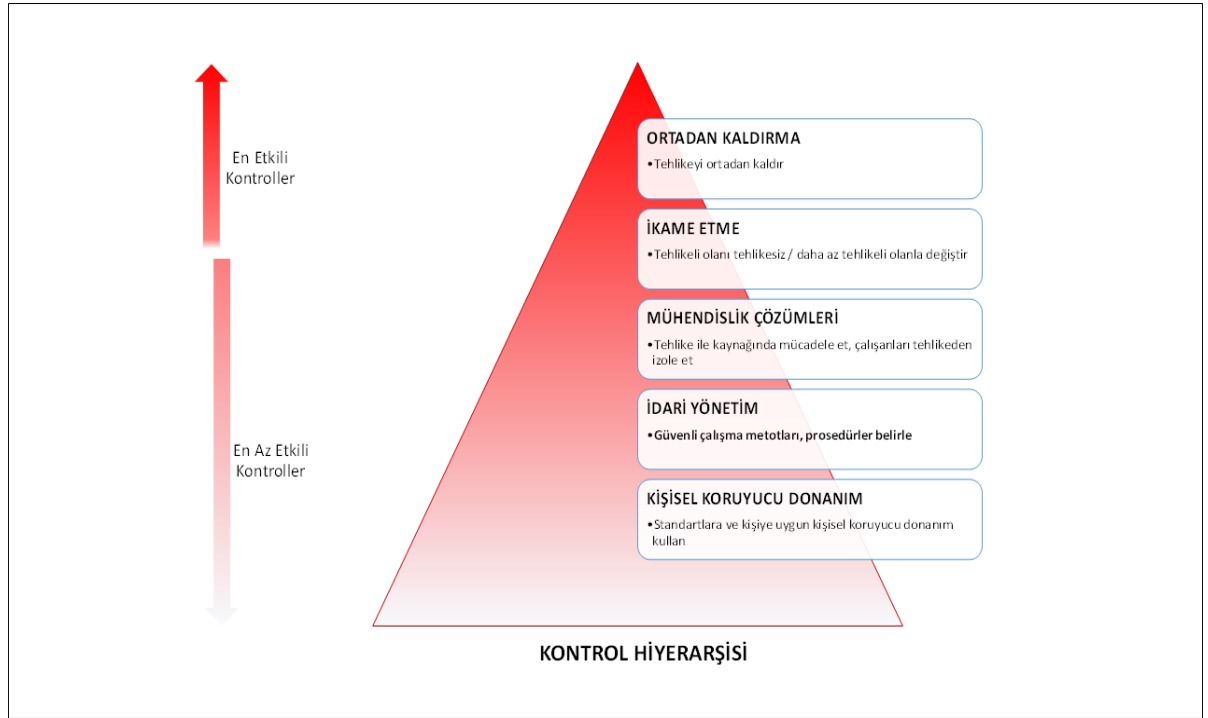 En Etkili
Kontroller
ORTADAN KALDIRMA
•Tehlikeyi ortadan kaldır
İKAME ETME
•Tehlikeli olanı tehlikesiz / daha az tehlikeli olanla değiştir
MÜHENDİSLİK ÇÖZÜMLERİ
•Tehlike ile kaynağında mücadele et, çalışanları tehlikeden
izole et
İDARİ YÖNETİM
•Güvenli çalışma metotları, prosedürler belirle
En Az Etkili
Kontroller
KİŞİSEL KORUYUCU DONANIM
•Standartlara ve kişiye uygun kişisel koruyucu donanım
kullan
KONTROL HİYERARŞİSİ